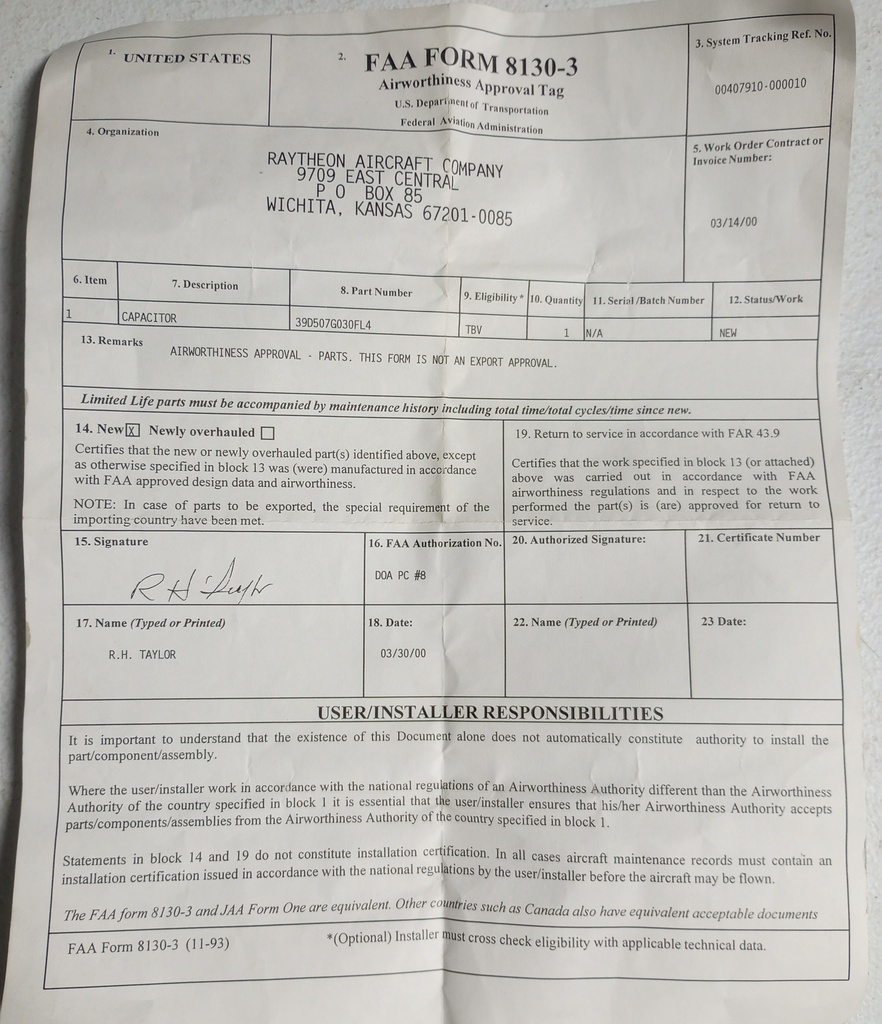 1. UNITED STATES
2. FAA FORM 8130-3
Airworthiness Approval Tag
U.S. Department of Transportation
Federal Aviation Administration
3. System Tracking Ref. No.
00407910-000010
4. Organization
RAYTHEON AIRCRAFT COMPANY
9709 EAST CENTRAL
P O BOX 85
WICHITA, KANSAS 67201-0085
5. Work Order Contract or
Invoice Number:
03/14/00
6. Item 7. Description 8. Part Number 9. Eligibility * 10. Quantity 11. Serial /Batch Number 12. Status/Work
1 CAPACITOR 39D507G030FL4 TBV 1 N/A NEW
13. Remarks
AIRWORTHINESS APPROVAL - PARTS. THIS FORM IS NOT AN EXPORT APPROVAL.
Limited Life parts must be accompanied by maintenance history including total time/total cycles/time since new.
14. New X Newly overhauled
Certifies that the new or newly overhauled part(s) identified above, except
as otherwise specified in block 13 was (were) manufactured in accordance
with FAA approved design data and airworthiness.
NOTE: In case of parts to be exported, the special requirement of the
importing country have been met.
19. Return to service in accordance with FAR 43.9
Certifies that the work specified in block 13 (or attached)
above was carried out in accordance with FAA
airworthiness regulations and in respect to the work
performed the part(s) is (are) approved for return to
service.
15. Signature
R H Taylor
16. FAA Authorization No.
DOA PC #8
20. Authorized Signature:
21. Certificate Number
17. Name (Typed or Printed)
R.H. TAYLOR
18. Date:
03/30/00
22. Name (Typed or Printed)
23 Date:
USER/INSTALLER RESPONSIBILITIES
It is important to understand that the existence of this Document alone does not automatically constitute authority to install the
part/component/assembly.
Where the user/installer work in accordance with the national regulations of an Airworthiness Authority different than the Airworthiness
Authority of the country specified in block 1 it is essential that the user/installer ensures that his/her Airworthiness Authority accepts
parts/components/assemblies from the Airworthiness Authority of the country specified in block 1.
Statements in block 14 and 19 do not constitute installation certification. In all cases aircraft maintenance records must contain an
installation certification issued in accordance with the national regulations by the user/installer before the aircraft may be flown.
The FAA form 8130-3 and JAA Form One are equivalent. Other countries such as Canada also have equivalent acceptable documents
FAA Form 8130-3 (11-93)
*(Optional) Installer must cross check eligibility with applicable technical data.